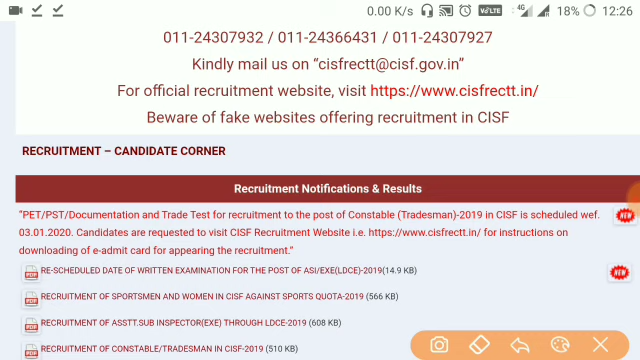 0.00 K/s 4G 18% 12:26
011-24307932 / 011-24366431 / 011-24307927
Kindly mail us on “cisfrectt@cisf.gov.in”
For official recruitment website, visit https://www.cisfrectt.in/
Beware of fake websites offering recruitment in CISF
RECRUITMENT – CANDIDATE CORNER
Recruitment Notifications & Results
"PET/PST/Documentation and Trade Test for recruitment to the post of Constable (Tradesman)-2019 in CISF is scheduled wef. NEW
03.01.2020. Candidates are requested to visit CISF Recruitment Website i.e. https://www.cisfrectt.in/ for instructions on
downloading of e-admit card for appearing the recruitment."
PDF RE-SCHEDULED DATE OF WRITTEN EXAMINATION FOR THE POST OF ASI/EXE(LDCE)-2019(14.9 KB) NEW
PDF RECRUITMENT OF SPORTSMEN AND WOMEN IN CISF AGAINST SPORTS QUOTA-2019 (566 KB)
PDF RECRUITMENT OF ASSTT.SUB INSPECTOR(EXE) THROUGH LDCE-2019 (608 KB)
PDF RECRUITMENT OF CONSTABLE/TRADESMAN IN CISF-2019 (510 KB)